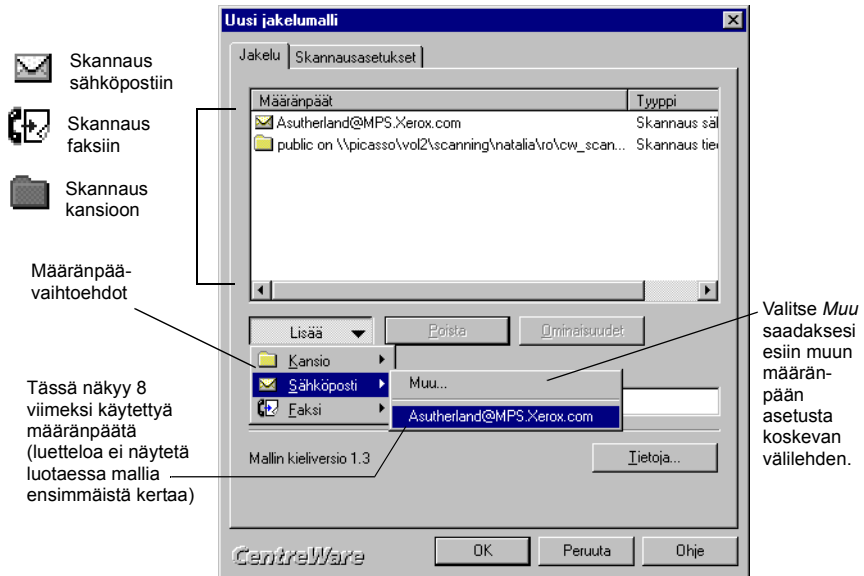 Uusi jakelumalli
Jakelu
Skannausasetukset
Skannaus
sähköpostiin
Skannaus
faksiin
Skannaus
kansioon
Määränpäät
Tyyppi
Asutherland@MPS.Xerox.com
Skannaus säl
public on \\picasso\vol2\scanning\natalia\ro\cw_scan...
Skannaus tie
Määränpää-
vaihtoehdot
Lisää
Poista
Ominaisuudet
Kansio
Sähköposti
Faksi
Muu...
Asutherland@MPS.Xerox.com
Valitse Muu
saadaksesi
esiin muun
määrän-
pään
asetusta
koskevan
välilehden.
Tässä näkyy 8
viimeksi käytettyä
määränpäätä
(luetteloa ei näytetä
luotaessa mallia
ensimmäistä kertaa)
Mallin kieliversio 1.3
Tietoja...
CentreWare
OK
Peruuta
Ohje